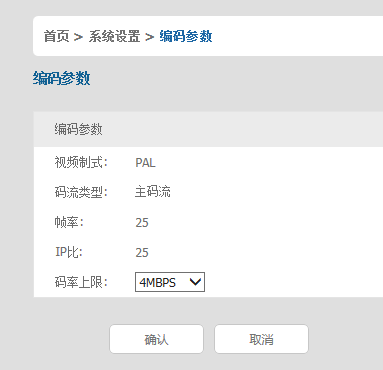 首页 > 系统设置 > 编码参数
编码参数
编码参数
视频制式: PAL
码流类型: 主码流
帧率: 25
IP比: 25
码率上限: 4MBPS
确认 取消